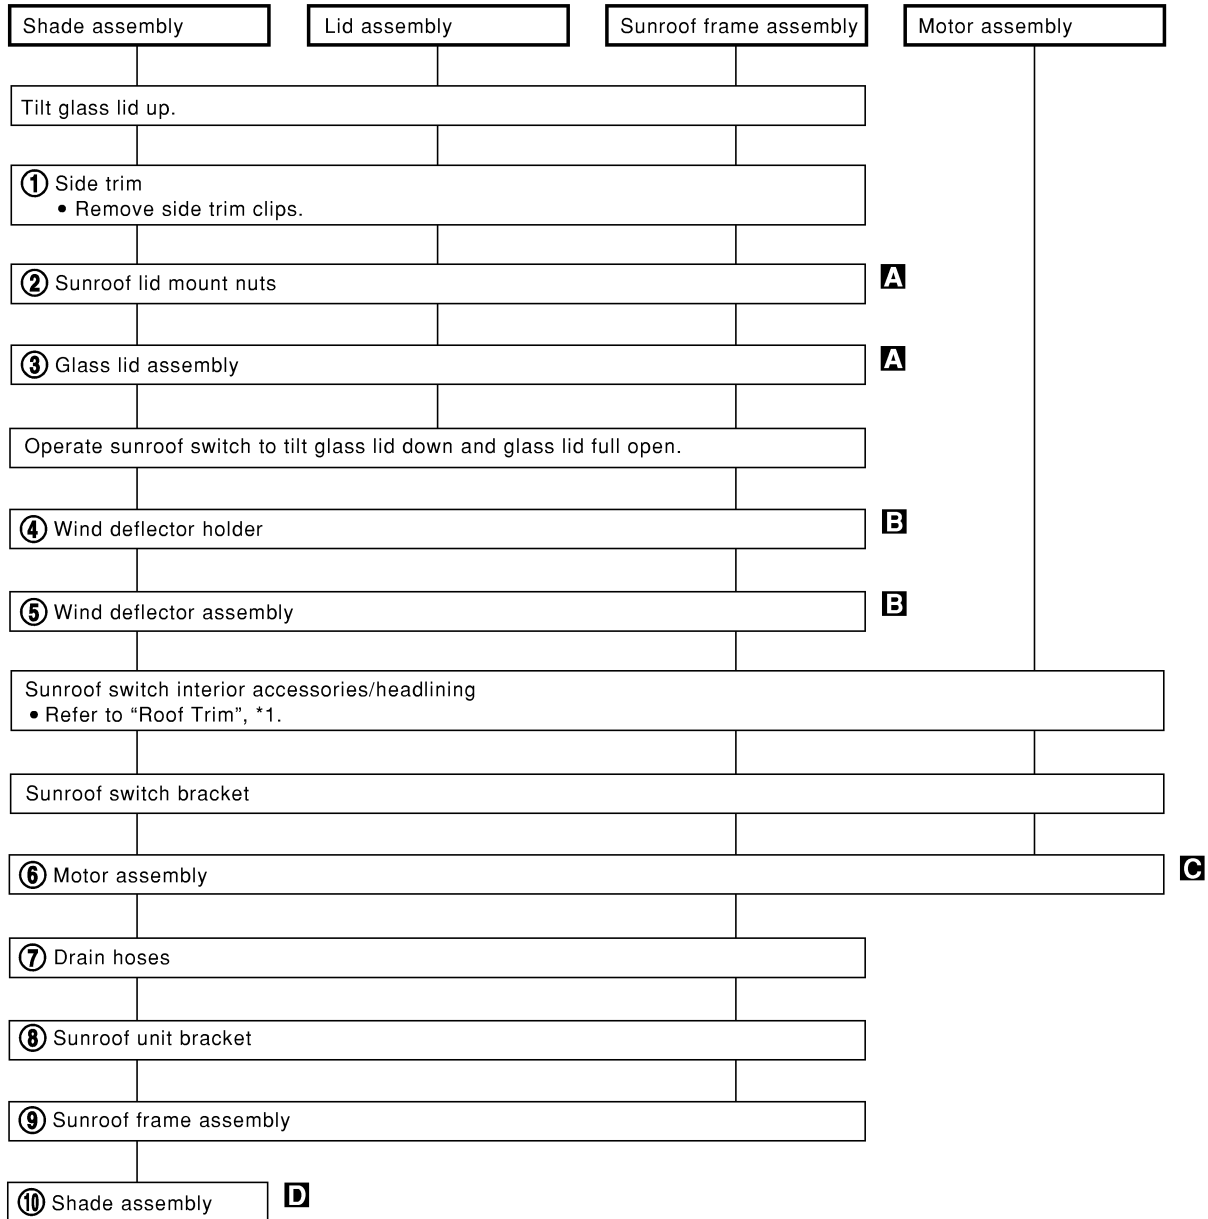 Shade assembly
Lid assembly
Sunroof frame assembly
Motor assembly
Tilt glass lid up.
① Side trim
• Remove side trim clips.
② Sunroof lid mount nuts
A
③ Glass lid assembly
A
Operate sunroof switch to tilt glass lid down and glass lid full open.
④ Wind deflector holder
B
⑤ Wind deflector assembly
B
Sunroof switch interior accessories/headlining
• Refer to “Roof Trim”, *1.
Sunroof switch bracket
⑥ Motor assembly
C
⑦ Drain hoses
⑧ Sunroof unit bracket
⑨ Sunroof frame assembly
⑩ Shade assembly
D